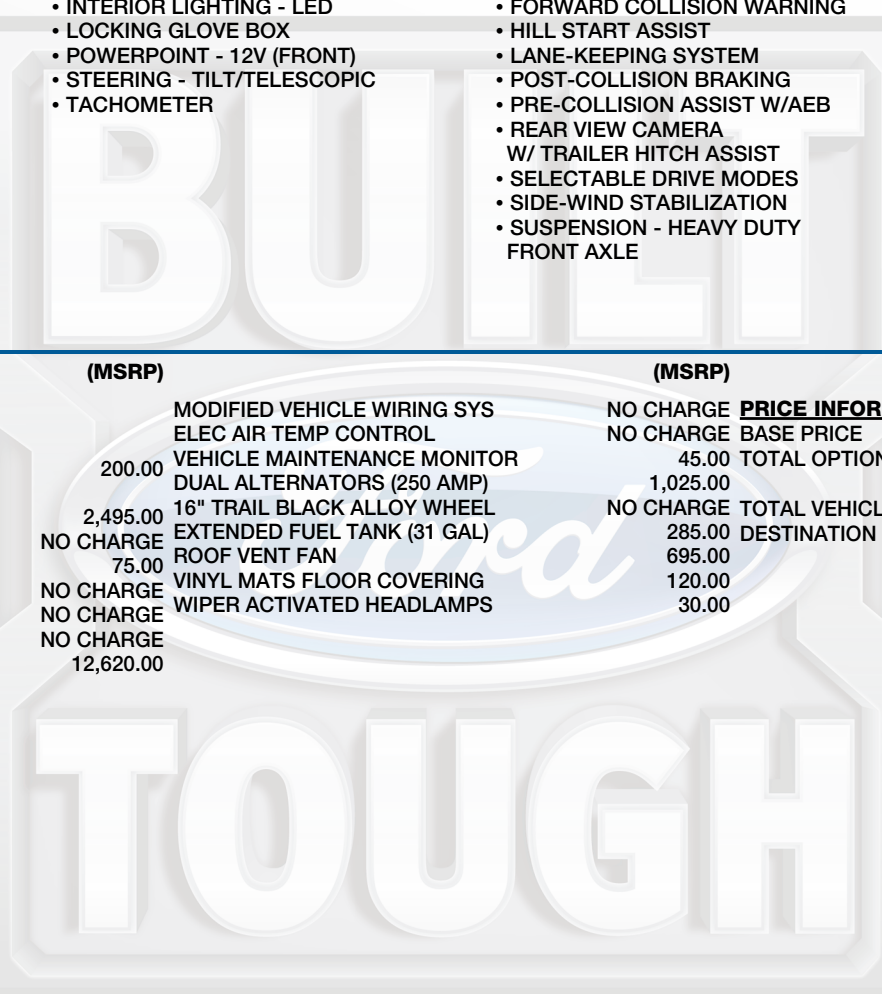 • INTERIOR LIGHTING - LED
• LOCKING GLOVE BOX
• POWERPOINT - 12V (FRONT)
• STEERING - TILT/TELESCOPIC
• TACHOMETER
• FORWARD COLLISION WARNING
• HILL START ASSIST
• LANE-KEEPING SYSTEM
• POST-COLLISION BRAKING
• PRE-COLLISION ASSIST W/AEB
• REAR VIEW CAMERA
W/ TRAILER HITCH ASSIST
• SELECTABLE DRIVE MODES
• SIDE-WIND STABILIZATION
• SUSPENSION - HEAVY DUTY
FRONT AXLE
BUILT
(MSRP)
200.00
2,495.00
NO CHARGE
75.00
NO CHARGE
NO CHARGE
NO CHARGE
12,620.00
(MSRP)
MODIFIED VEHICLE WIRING SYS NO CHARGE
ELEC AIR TEMP CONTROL NO CHARGE
VEHICLE MAINTENANCE MONITOR 45.00
DUAL ALTERNATORS (250 AMP) 1,025.00
16" TRAIL BLACK ALLOY WHEEL NO CHARGE
EXTENDED FUEL TANK (31 GAL) 285.00
ROOF VENT FAN 695.00
VINYL MATS FLOOR COVERING 120.00
WIPER ACTIVATED HEADLAMPS 30.00
PRICE INFOR
BASE PRICE
TOTAL OPTION
TOTAL VEHICL
DESTINATION
Ford
TOUGH